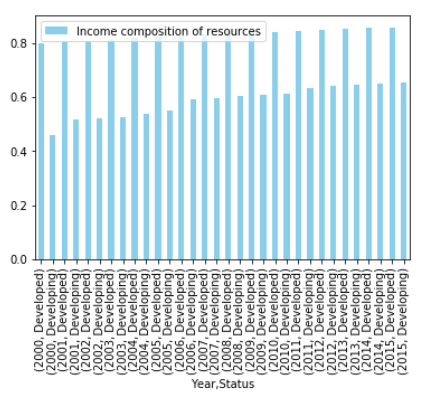 Income composition of resources
0.8
0.6
0.4
0.2
0.0
(2000, Developed)
(2000, Developing)
(2001, Developed)
(2001, Developing)
(2002, Developed)
(2002, Developing)
(2003, Developed)
(2003, Developing)
(2004, Developed)
(2004, Developing)
(2005, Developed)
(2005, Developing)
(2006, Developed)
(2006, Developing)
(2007, Developed)
(2007, Developing)
(2008, Developed)
(2008, Developing)
(2009, Developed)
(2009, Developing)
(2010, Developed)
(2010, Developing)
(2011, Developed)
(2011, Developing)
(2012, Developed)
(2012, Developing)
(2013, Developed)
(2013, Developing)
(2014, Developed)
(2014, Developing)
(2015, Developed)
(2015, Developing)
Year,Status